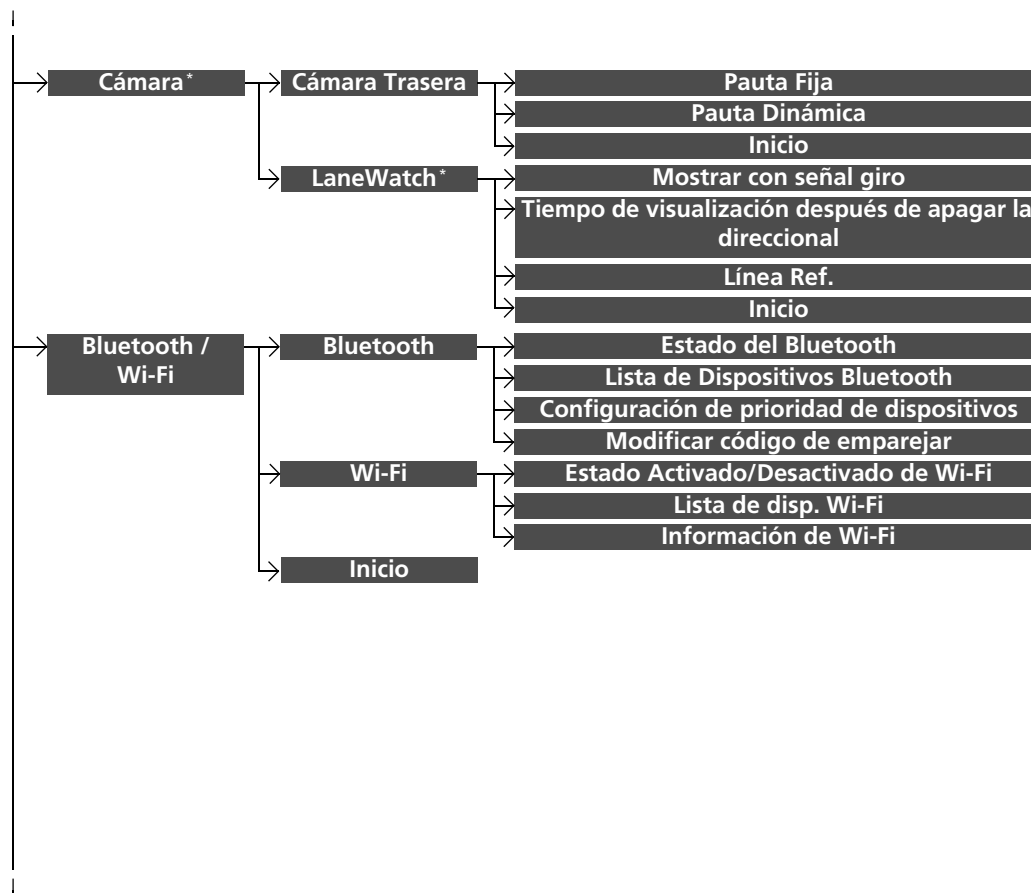 Cámara*
Cámara Trasera
Pauta Fija
Pauta Dinámica
Inicio
LaneWatch*
Mostrar con señal giro
Tiempo de visualización después de apagar la
direccional
Línea Ref.
Inicio
Bluetooth /
Wi-Fi
Bluetooth
Estado del Bluetooth
Lista de Dispositivos Bluetooth
Configuración de prioridad de dispositivos
Modificar código de emparejar
Wi-Fi
Estado Activado/Desactivado de Wi-Fi
Lista de disp. Wi-Fi
Información de Wi-Fi
Inicio